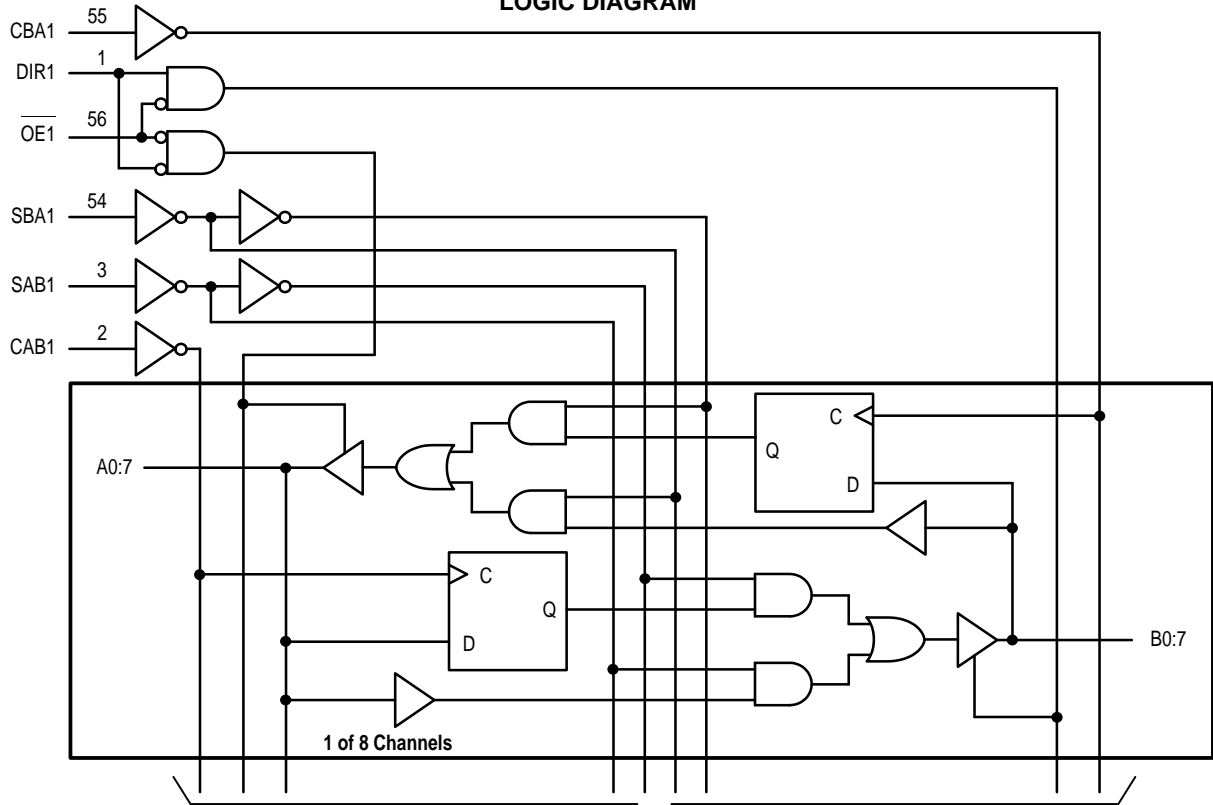 LOGIC DIAGRAM
CBA1 55
DIR1 1
OE1 56
SBA1 54
SAB1 3
CAB1 2
C
Q
A0:7
D
C
Q
D
B0:7
1 of 8 Channels